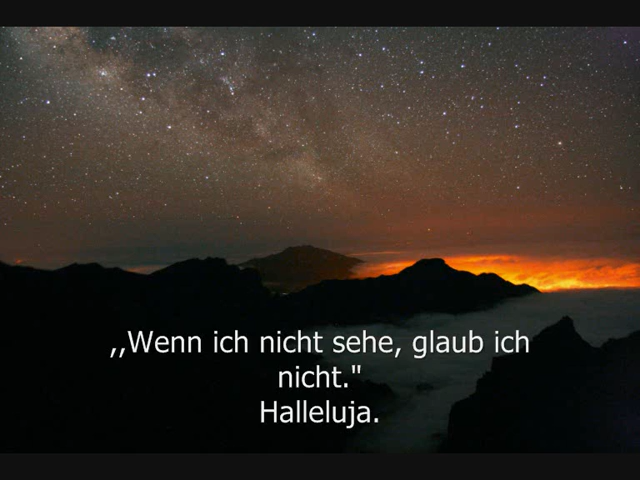 ,,Wenn ich nicht sehe, glaub ich
nicht."
Halleluja.